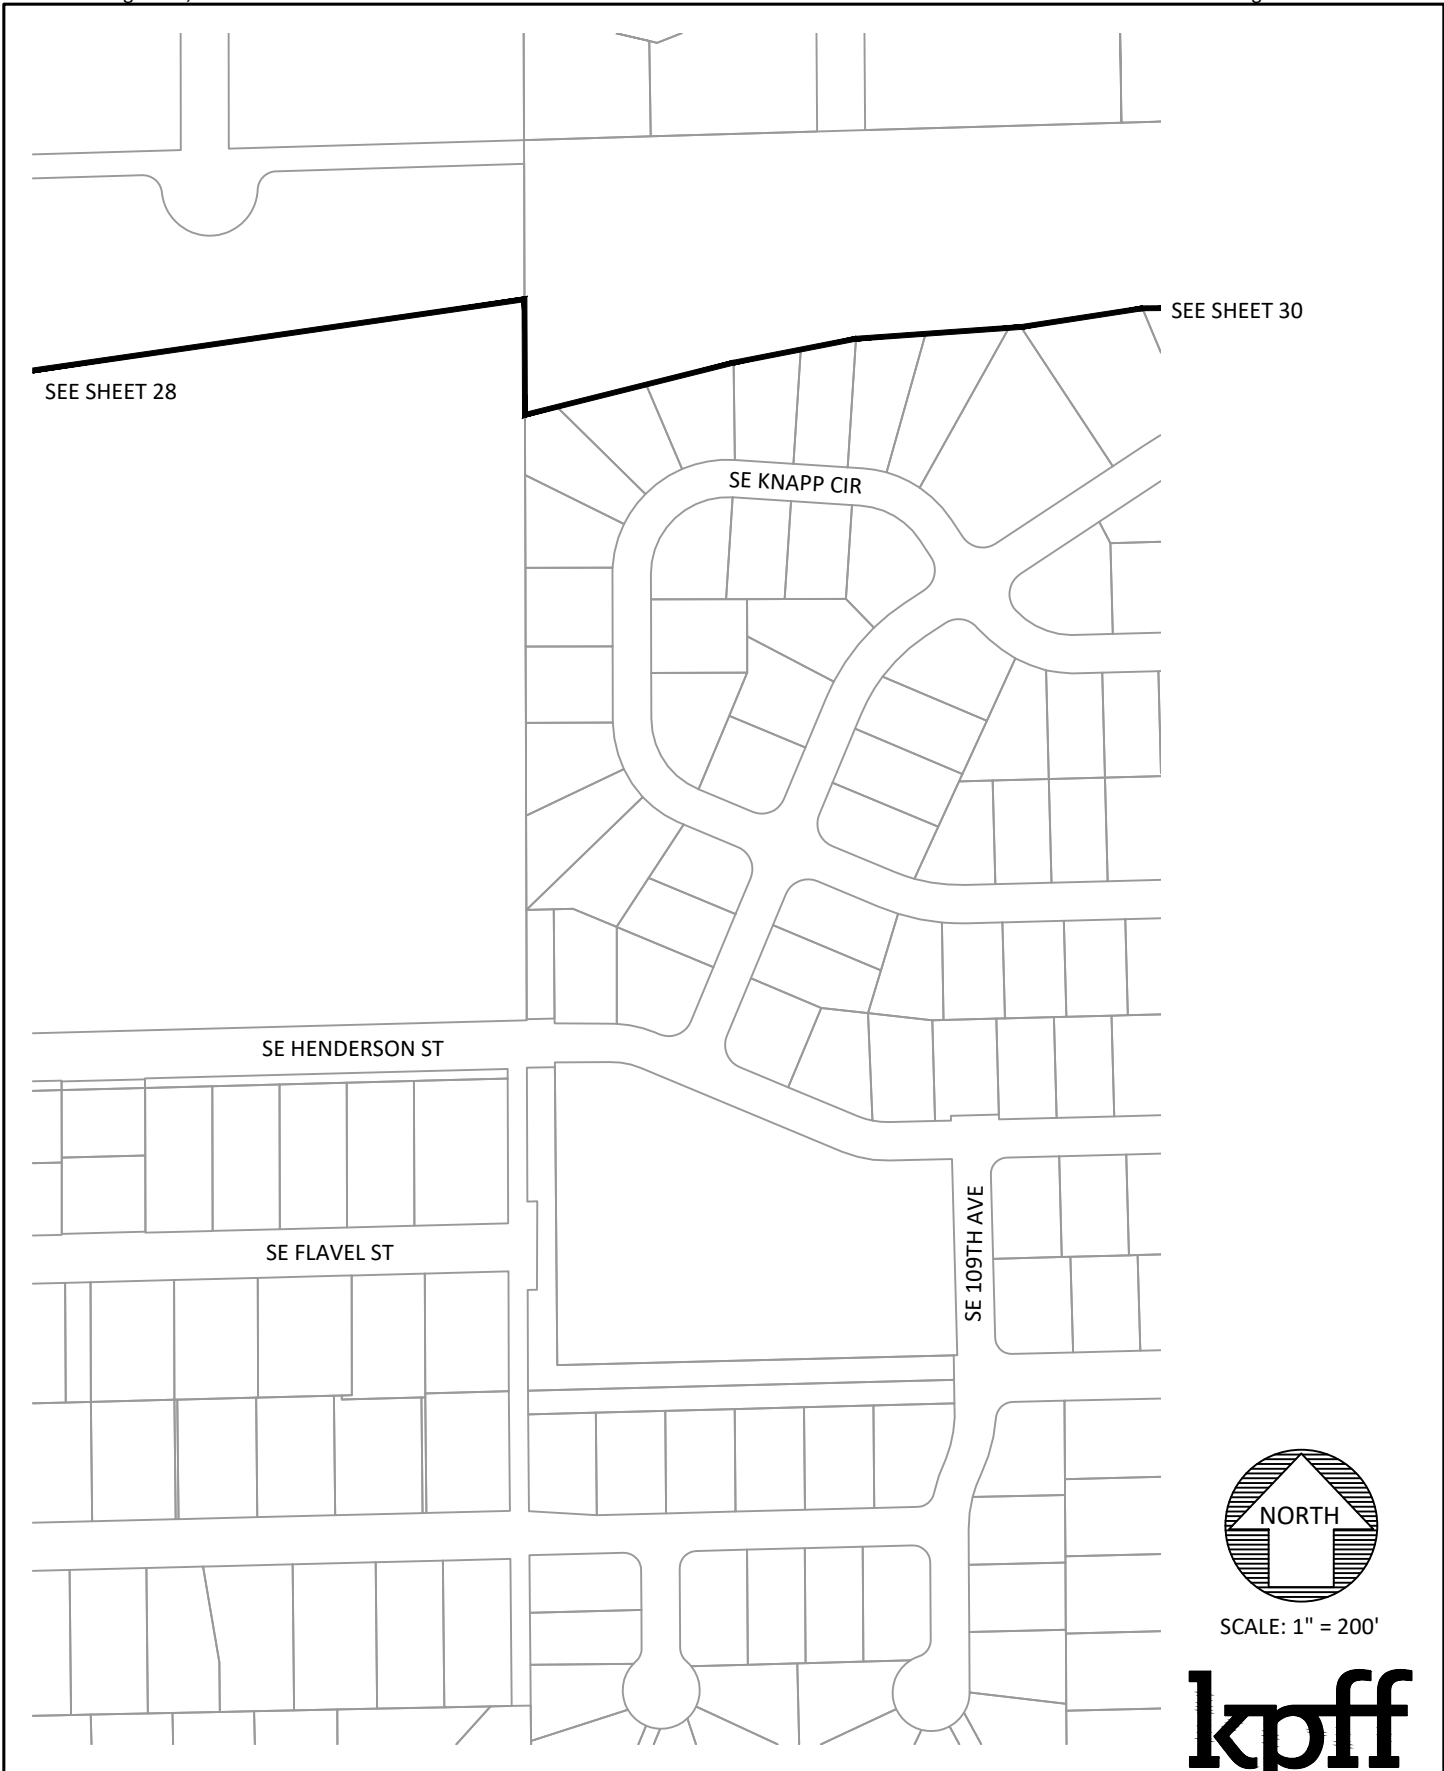 SEE SHEET 30
SEE SHEET 28
SE KNAPP CIR
SE HENDERSON ST
SE FLAVEL ST
SE 109TH AVE
NORTH
SCALE: 1" = 200'
kpff